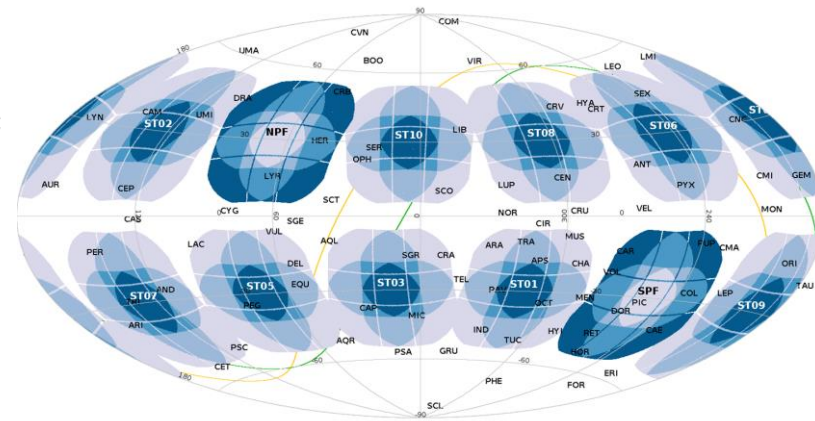 90
COM
CVN
180
UMA
BOO
VIR
LMI
60
60
LEO
DRA
CRB
SEX
HYA
CRV
CRT
LYN
CAM
UMI
LIB
CNC
ST02
NPF
ST10
ST08
ST06
30
HER
30
SER
OPH
ANT
LYR
CEN
GEM
CMI
AUR
CEP
SCO
LUP
PYX
SCT
CYG
NOR
CRU
VEL
MON
CAS
0
60
0
300
0
240
SGE
CIR
VUL
AQL
MUS
LAC
ARA
TRA
PUP
CMA
PER
SGR
CRA
CAR
DEL
APS
CHA
ORI
VOL
TEL
EQU
TAU
AND
PAV
SPF
COL
LEP
ST07
ST05
ST03
ST01
MEN
PIC
ST09
PEG
CAP
OCT
DOR
MIC
ARI
IND
HYI
RET
CAE
AQR
TUC
PSC
PSA
GRU
HOR
CET
-60
-60
ERI
180
PHE
FOR
SCL
-90